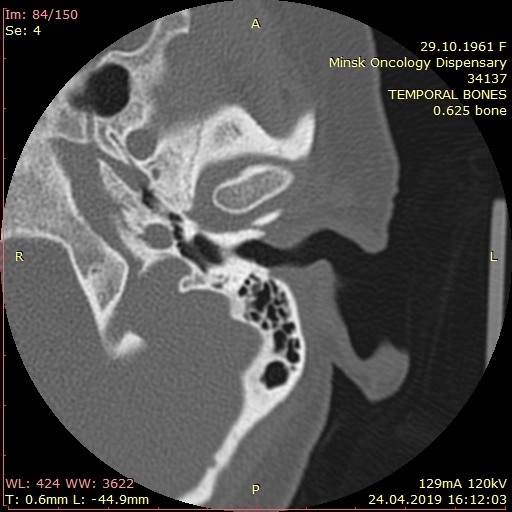 Im: 84/150
Se: 4
A
29.10.1961 F
Minsk Oncology Dispensary
34137
TEMPORAL BONES
0.625 bone
R
L
WL: 424 WW: 3622
T: 0.6mm L: -44.9mm
P
129mA 120kV
24.04.2019 16:12:03